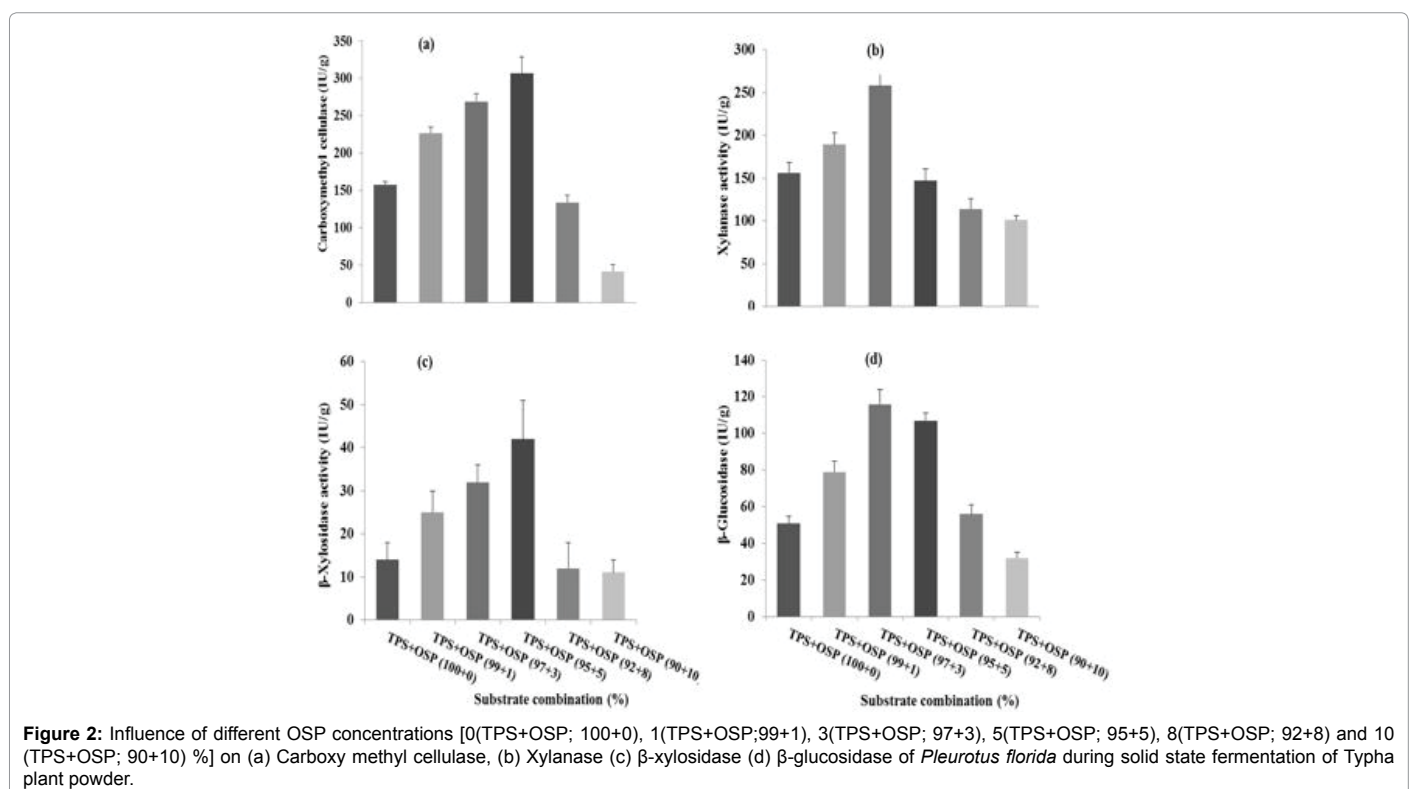 (a)
Carboxymethyl cellulase (IU/g)
350
300
250
200
150
100
50
0
(b)
Xylanase activity (IU/g)
300
250
200
150
100
50
0
(c)
β-Xylosidase activity (IU/g)
60
50
40
30
20
10
0
TPS+OSP (100+0)
TPS+OSP (99+1)
TPS+OSP (97+3)
TPS+OSP (95+5)
TPS+OSP (92+8)
TPS+OSP (90+10)
Substrate combination (%)
(d)
β-Glucosidase (IU/g)
140
120
100
80
60
40
20
0
TPS+OSP (100+0)
TPS+OSP (99+1)
TPS+OSP (97+3)
TPS+OSP (95+5)
TPS+OSP (92+8)
TPS+OSP (90+10)
Substrate combination (%)
Figure 2: Influence of different OSP concentrations [0(TPS+OSP; 100+0), 1(TPS+OSP;99+1), 3(TPS+OSP; 97+3), 5(TPS+OSP; 95+5), 8(TPS+OSP; 92+8) and 10
(TPS+OSP; 90+10) %] on (a) Carboxy methyl cellulase, (b) Xylanase (c) β-xylosidase (d) β-glucosidase of Pleurotus florida during solid state fermentation of Typha
plant powder.